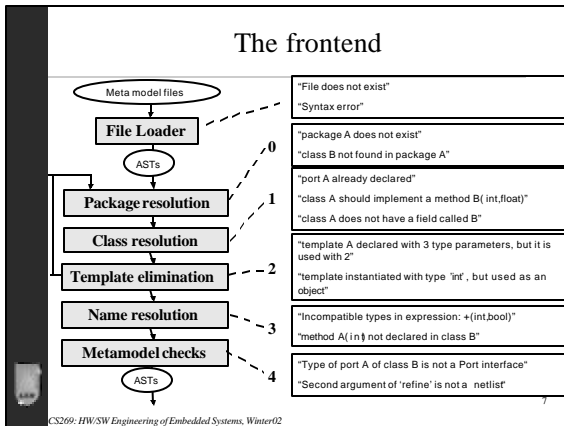 The frontend
Meta model files
File Loader
ASTs
Package resolution
Class resolution
Template elimination
Name resolution
Metamodel checks
ASTs
0
1
2
3
4
“File does not exist”
“Syntax error”
“package A does not exist”
“class B not found in package A”
“port A already declared”
“class A should implement a method B( int,float)”
“class A does not have a field called B”
“template A declared with 3 type parameters, but it is
used with 2”
“template instantiated with type ‘int’, but used as an
object”
“Incompatible types in expression: +(int,bool)”
“method A( int) not declared in class B”
“Type of port A of class B is not a Port interface”
“Second argument of ‘refine’ is not a netlist”
7
CS269: HW/SW Engineering of Embedded Systems, Winter02